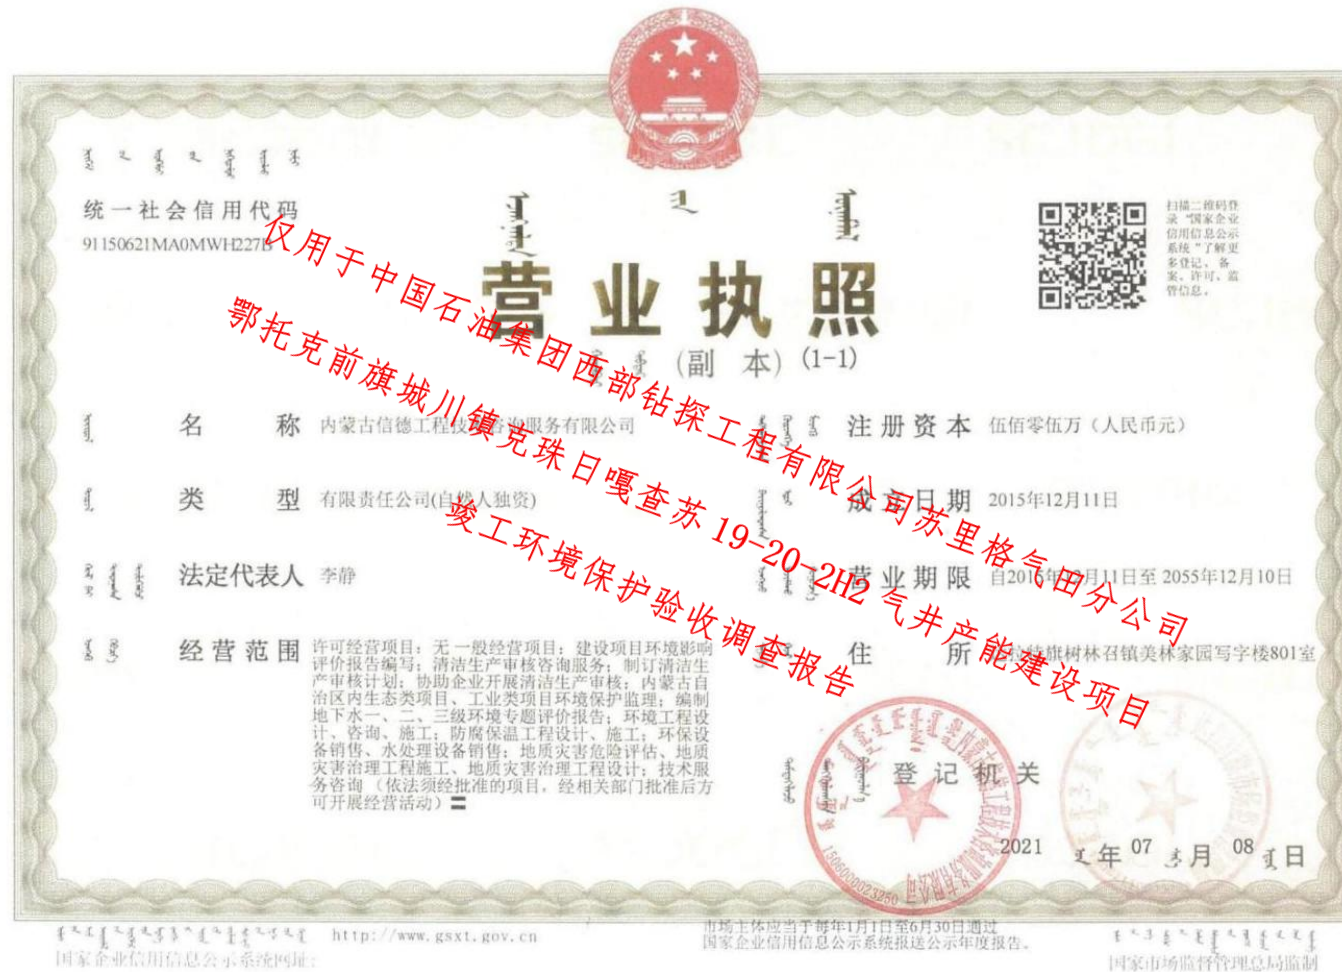 统一社会信用代码
91150621MA0MWH227B
营业执照
(副 本) (1-1)
扫描二维码登
录“国家企业
信用信息公示
系统”了解更
多登记、备
案、许可、监
管信息。
名 称 内蒙古信德工程技术咨询服务有限公司
类 型 有限责任公司(自然人独资)
法定代表人 李静
经营范围 许可经营项目：无 一般经营项目：建设项目环境影响
评价报告编写；清洁生产审核咨询服务；制订清洁生
产审核计划；协助企业开展清洁生产审核；内蒙古自
治区内生态类项目、工业类项目环境保护监理；编制
地下水一、二、三级环境专题评价报告；环境工程设
计、咨询、施工；防腐保温工程设计、施工；环保设
备销售、水处理设备销售；地质灾害危险评估、地质
灾害治理工程施工、地质灾害治理工程设计；技术服
务咨询 （依法须经批准的项目，经相关部门批准后方
可开展经营活动）
注册资本 伍佰零伍万（人民币元）
成立日期 2015年12月11日
营业期限 自2015年12月11日至 2055年12月10日
住 所 拉特旗树林召镇美林家园写字楼801室
仅用于中国石油集团西部钻探工程有限公司苏里格气田分公司
鄂托克前旗城川镇克珠日嘎查苏 19-20-2H2 气井产能建设项目
竣工环境保护验收调查报告
登记机关
2021 年 07 月 08 日
1506000023260
国家企业信用信息公示系统网址：
http://www.gsxt.gov.cn
市场主体应当于每年1月1日至6月30日通过
国家企业信用信息公示系统报送公示年度报告。
国家市场监督管理总局监制